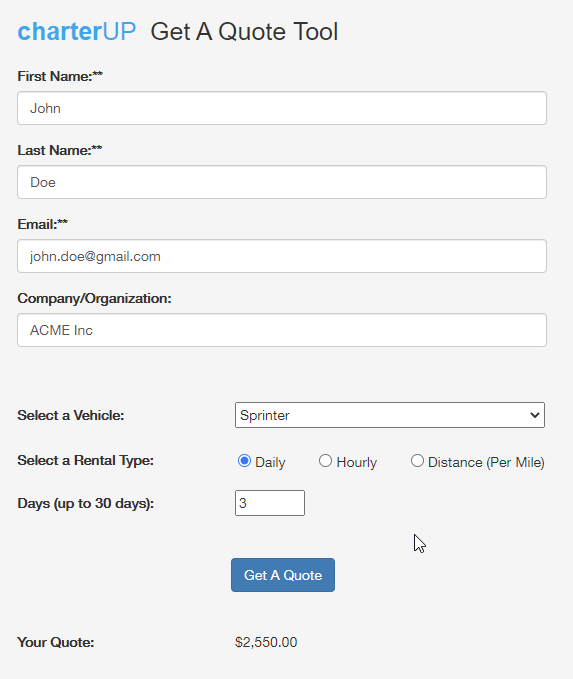 charterUP Get A Quote Tool
First Name:**
John
Last Name:**
Doe
Email:**
john.doe@gmail.com
Company/Organization:
ACME Inc
Select a Vehicle: Sprinter
Select a Rental Type: Daily Hourly Distance (Per Mile)
Days (up to 30 days): 3
Get A Quote
Your Quote: $2,550.00